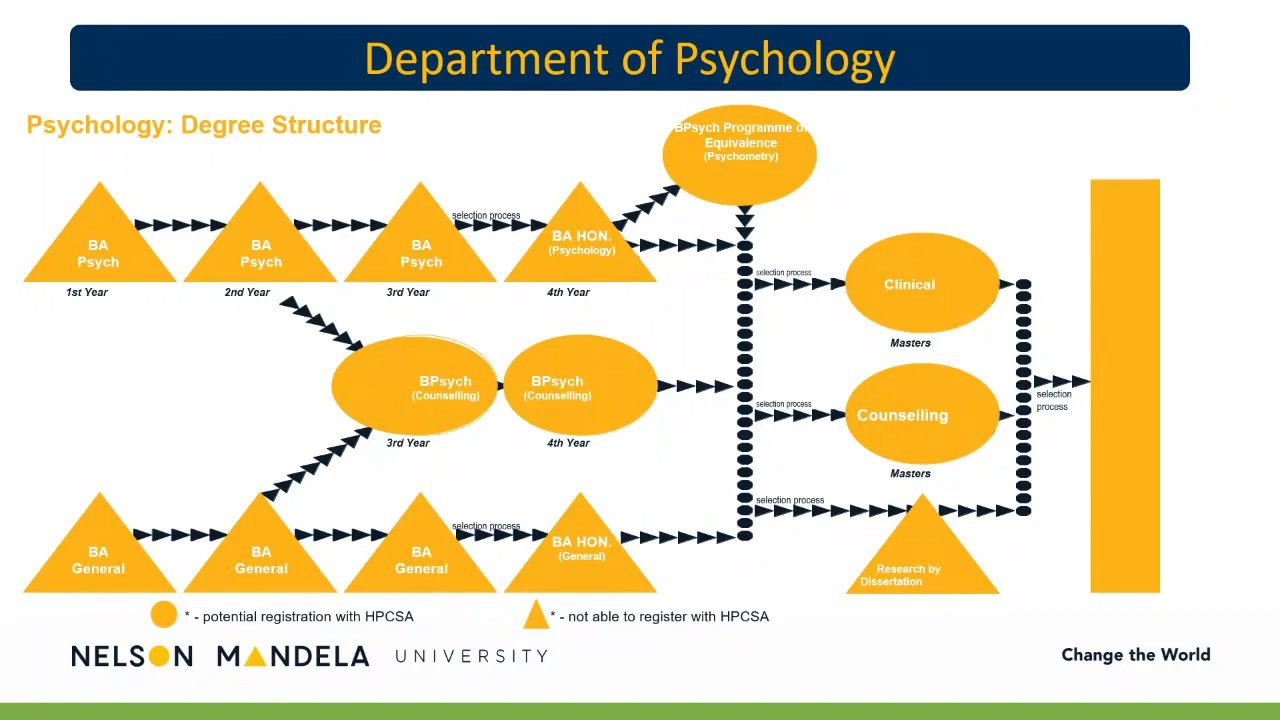 Department of Psychology
Psychology: Degree Structure
BPsych Programme of
Equivalence
(Psychometry)
BA
Psych
1st Year
BA
Psych
2nd Year
BA
Psych
3rd Year
selection process
BA HON.
(Psychology)
4th Year
BPsych
(Counselling)
3rd Year
BPsych
(Counselling)
4th Year
selection process
Clinical
Masters
selection process
Counselling
Masters
selection
process
selection process
Research by
Dissertation
BA
General
BA
General
BA
General
selection process
BA HON.
(General)
* - potential registration with HPCSA
* - not able to register with HPCSA
NELSON MANDELA UNIVERSITY
Change the World